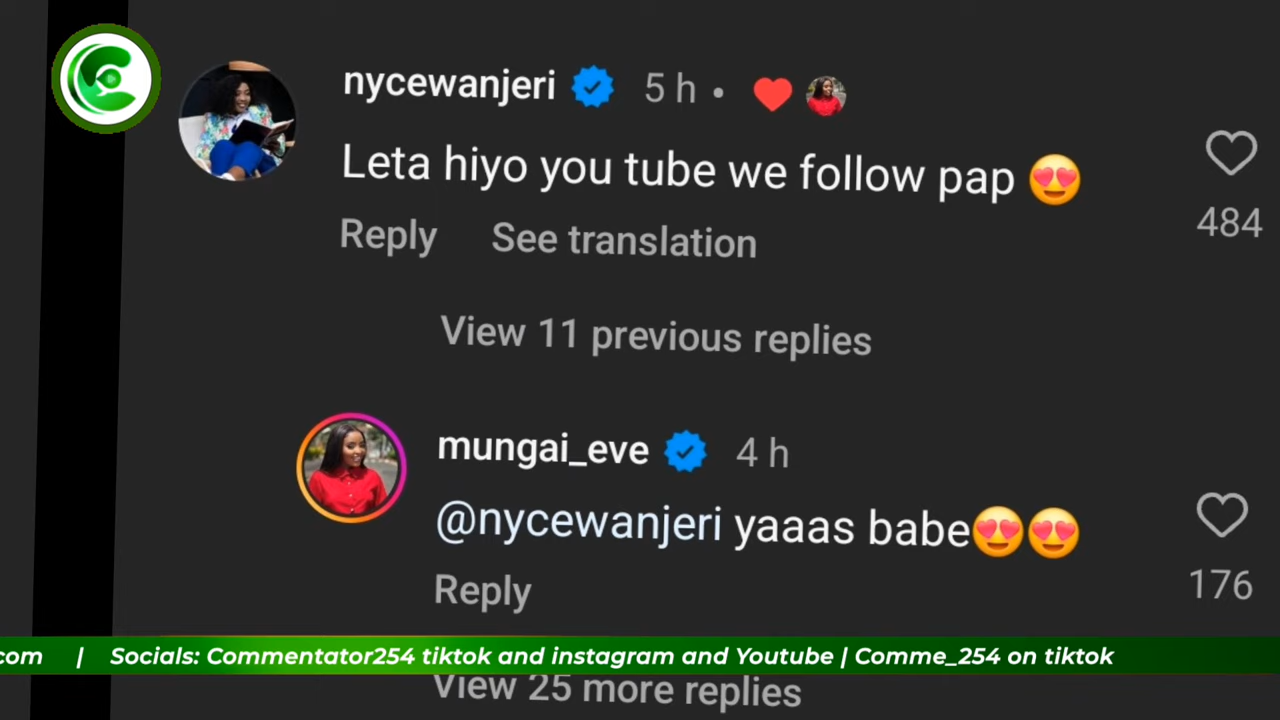 nycewanjeri 5 h •
Leta hiyo you tube we follow pap 😍
484
Reply See translation
View 11 previous replies
mungai_eve 4 h
@nycewanjeri yaaas babe😍😍
176
Reply
com | Socials: Commentator254 tiktok and instagram and Youtube | Comme_254 on tiktok
View 25 more replies